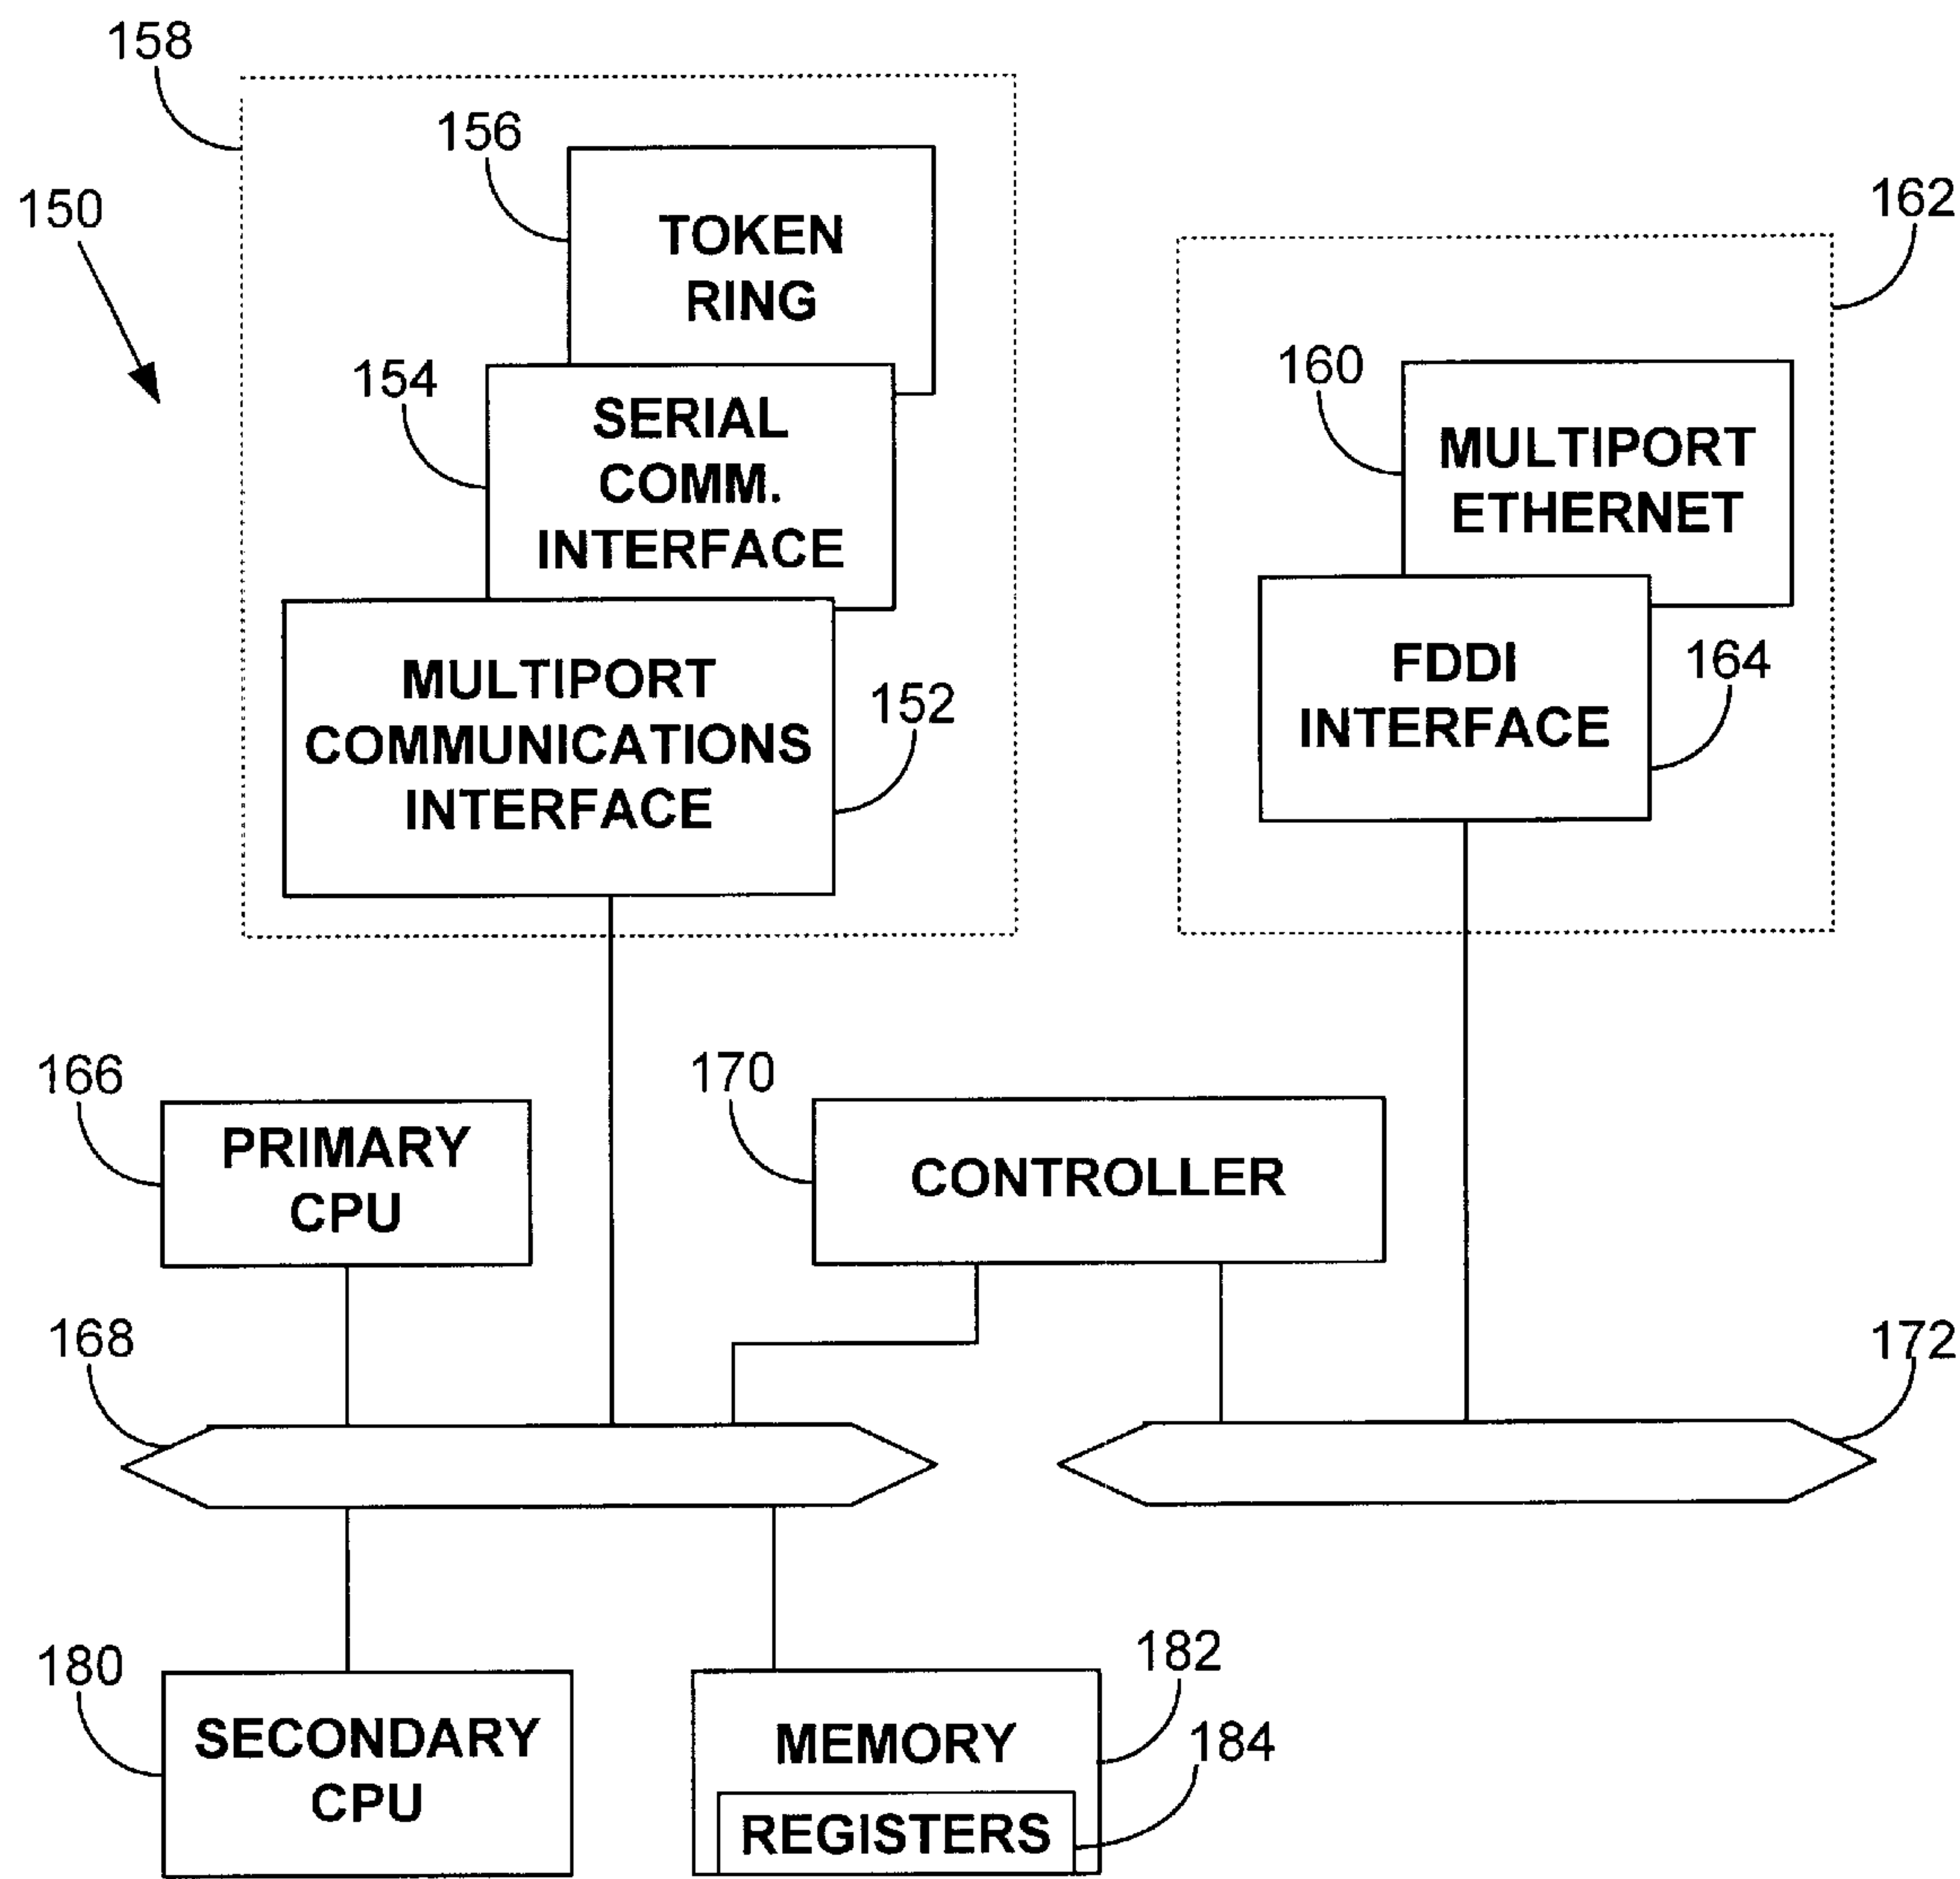 158
156
150
TOKEN
RING
162
154
SERIAL
COMM.
INTERFACE
160
MULTIPORT
ETHERNET
MULTIPORT
COMMUNICATIONS
INTERFACE
152
FDDI
INTERFACE
164
166
PRIMARY
CPU
170
CONTROLLER
168
172
180
SECONDARY
CPU
182
MEMORY
184
REGISTERS